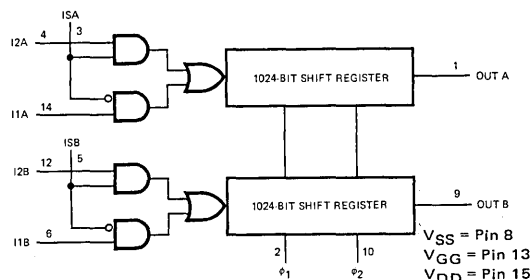 ISA
I2A 4 3
1024-BIT SHIFT REGISTER 1 OUT A
I1A 14
ISB
I2B 12 5
1024-BIT SHIFT REGISTER 9 OUT B
I1B 6
2 10
φ1 φ2
VSS = Pin 8
VGG = Pin 13
VDD = Pin 15